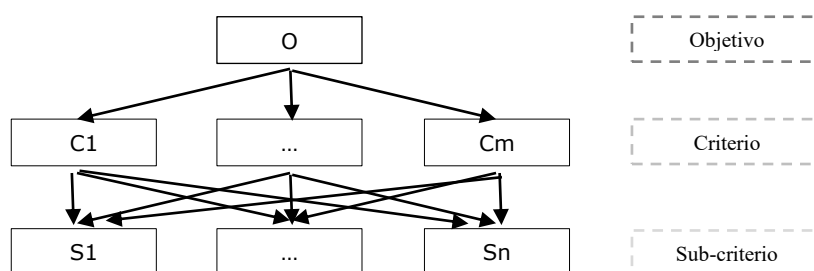 O
Objetivo
C1
...
Cm
Criterio
S1
...
Sn
Sub-criterio